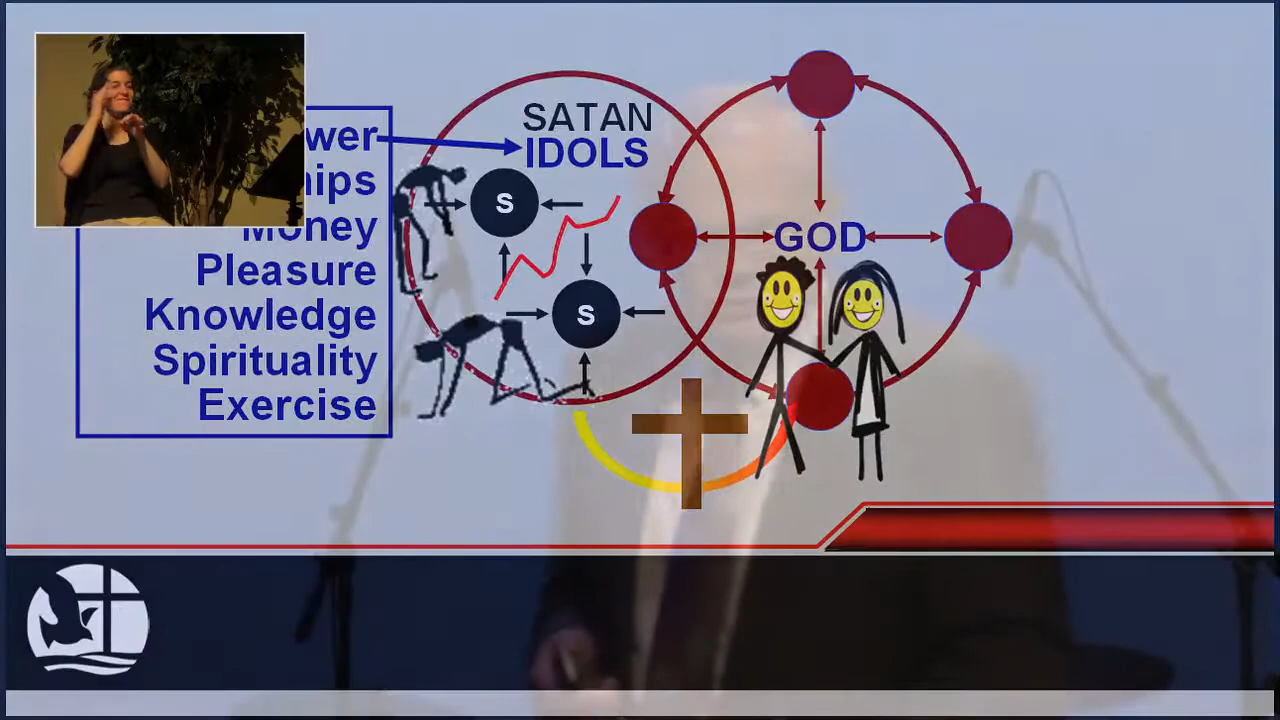 SATAN
IDOLS
Money
Pleasure
Knowledge
Spirituality
Exercise
S
S
GOD